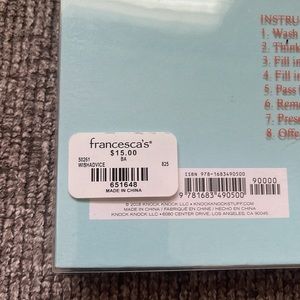 INSTRU
1. Wash
2. Think
3. Fill in
4. Fill in
5. Pass
6. Rem
7. Pres
8. Offe
francesca's®
$15.00
50251 BA
WISHADVICE 825
651648
MADE IN CHINA
ISBN 978-1683490500
90000
9 781683 490500
© 2018 KNOCK KNOCK LLC • KNOCKKNOCKSTUFF.COM
MADE IN CHINA / FABRIQUÉ EN CHINE / HECHO EN CHINA
KNOCK KNOCK LLC • 6080 CENTER DRIVE, LOS ANGELES, CA 90045